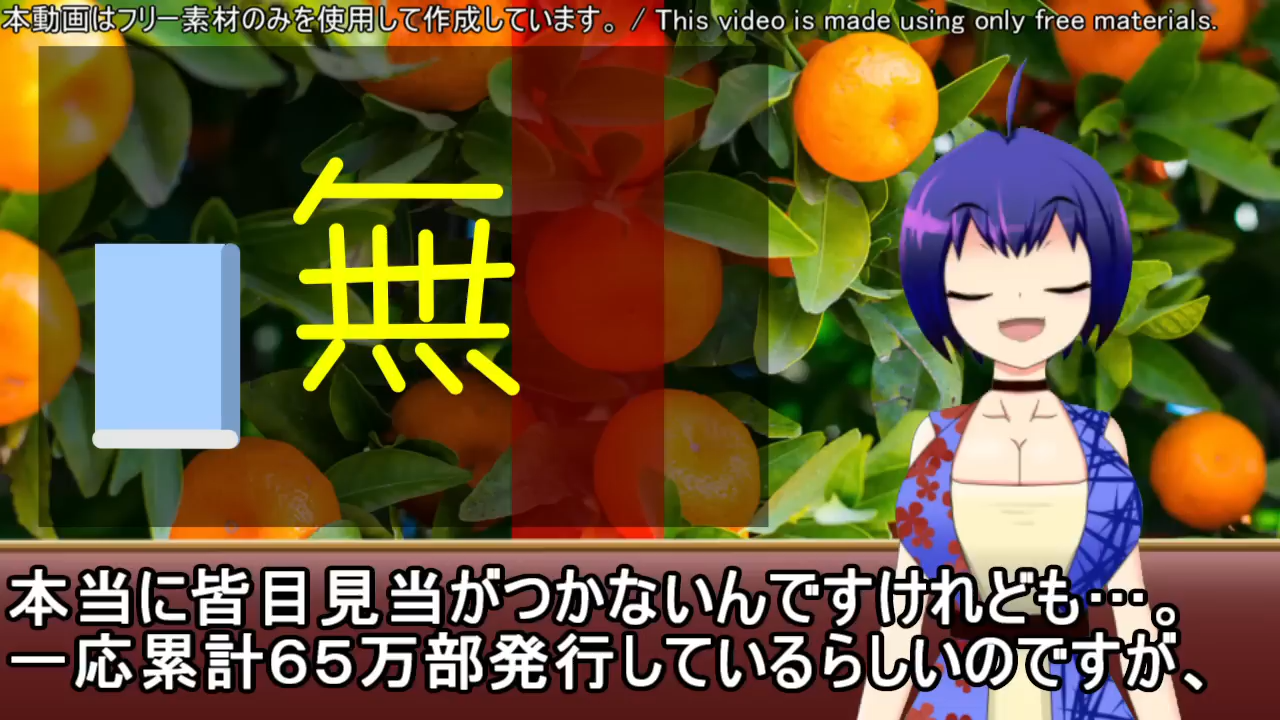 本動画はフリー素材のみを使用して作成しています。 / This video is made using only free materials.
無
本当に皆目見当がつかないんですけれども…。
一応累計６５万部発行しているらしいのですが、